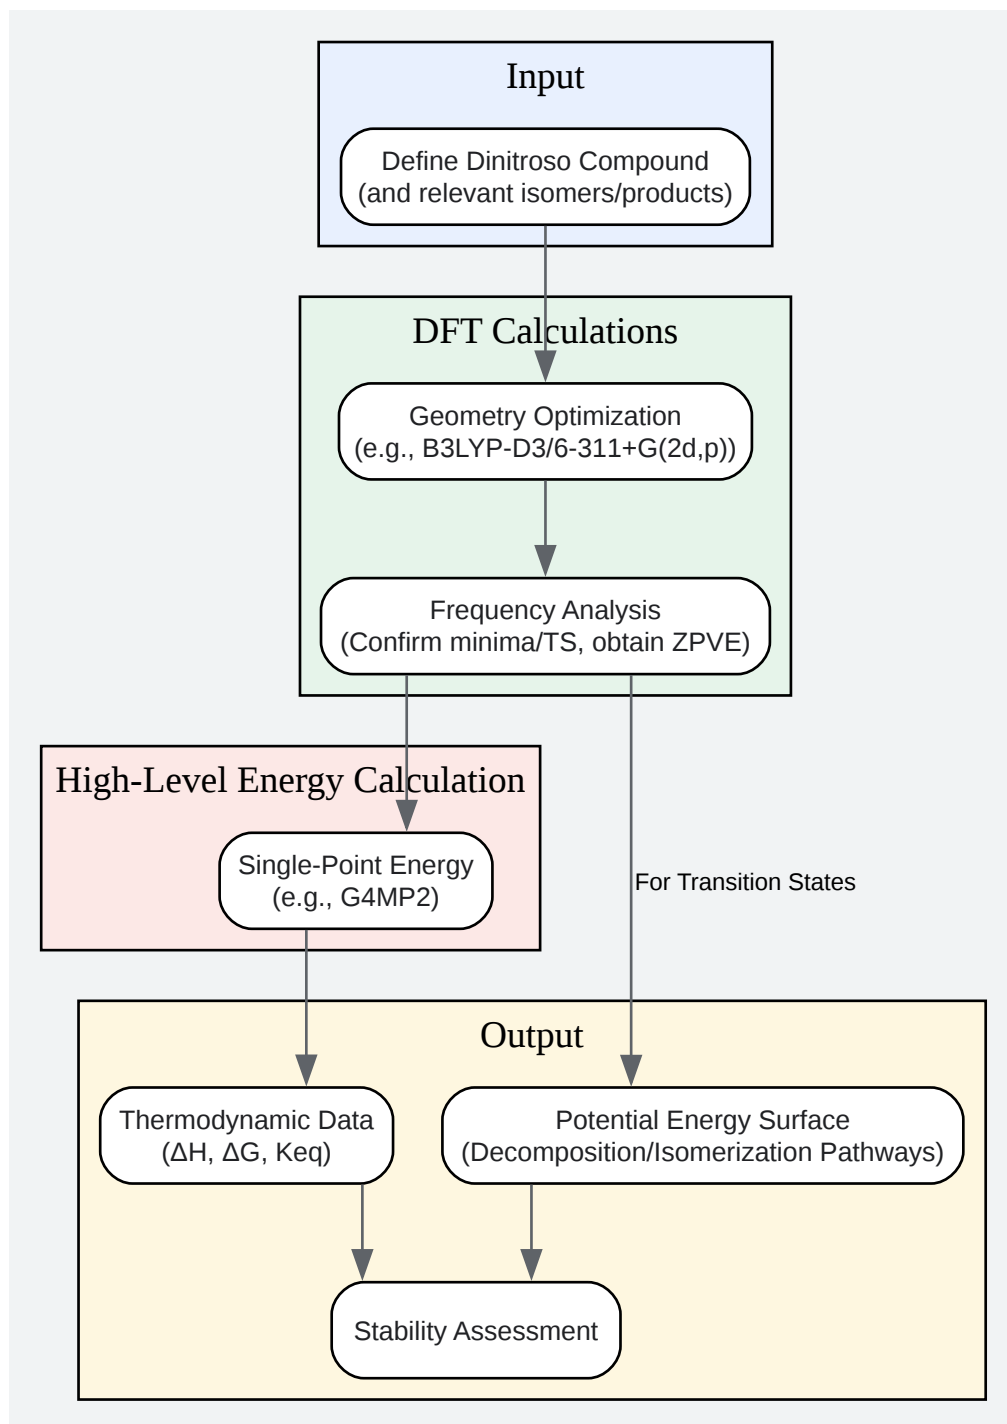 Input
Define Dinitroso Compound
(and relevant isomers/products)
DFT Calculations
Geometry Optimization
(e.g., B3LYP-D3/6-311+G(2d,p))
Frequency Analysis
(Confirm minima/TS, obtain ZPVE)
High-Level Energy Calculation
Single-Point Energy
(e.g., G4MP2)
For Transition States
Output
Thermodynamic Data
(ΔH, ΔG, Keq)
Potential Energy Surface
(Decomposition/Isomerization Pathways)
Stability Assessment